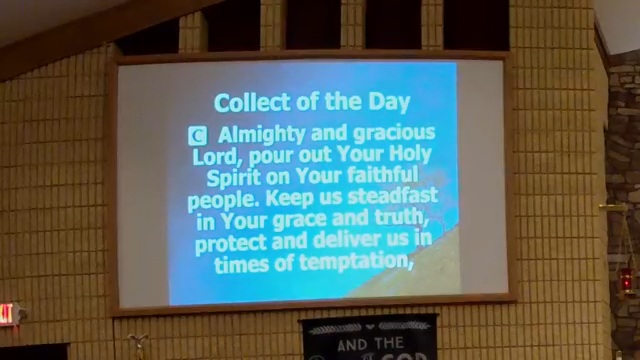 Collect of the Day
C Almighty and gracious
Lord, pour out Your Holy
Spirit on Your faithful
people. Keep us steadfast
in Your grace and truth,
protect and deliver us in
times of temptation,
AND THE
GOD